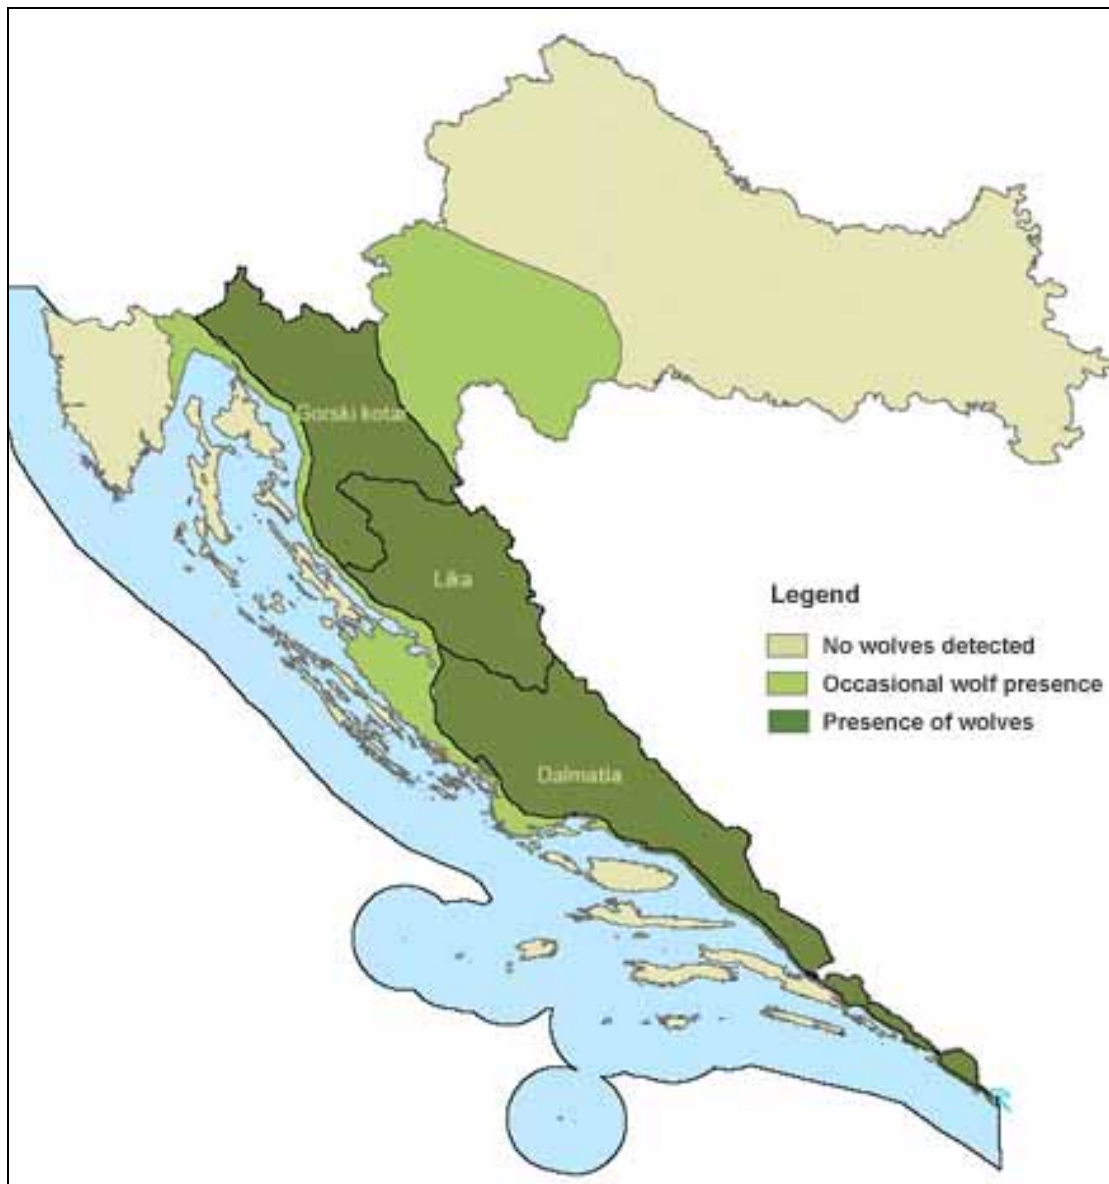 Gorski kotar
Lika
Legend
No wolves detected
Occasional wolf presence
Presence of wolves
Dalmatia